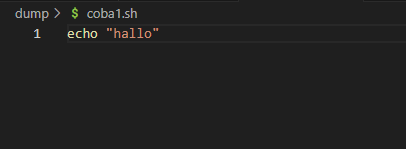 dump > $ coba1.sh
1 echo "hallo"